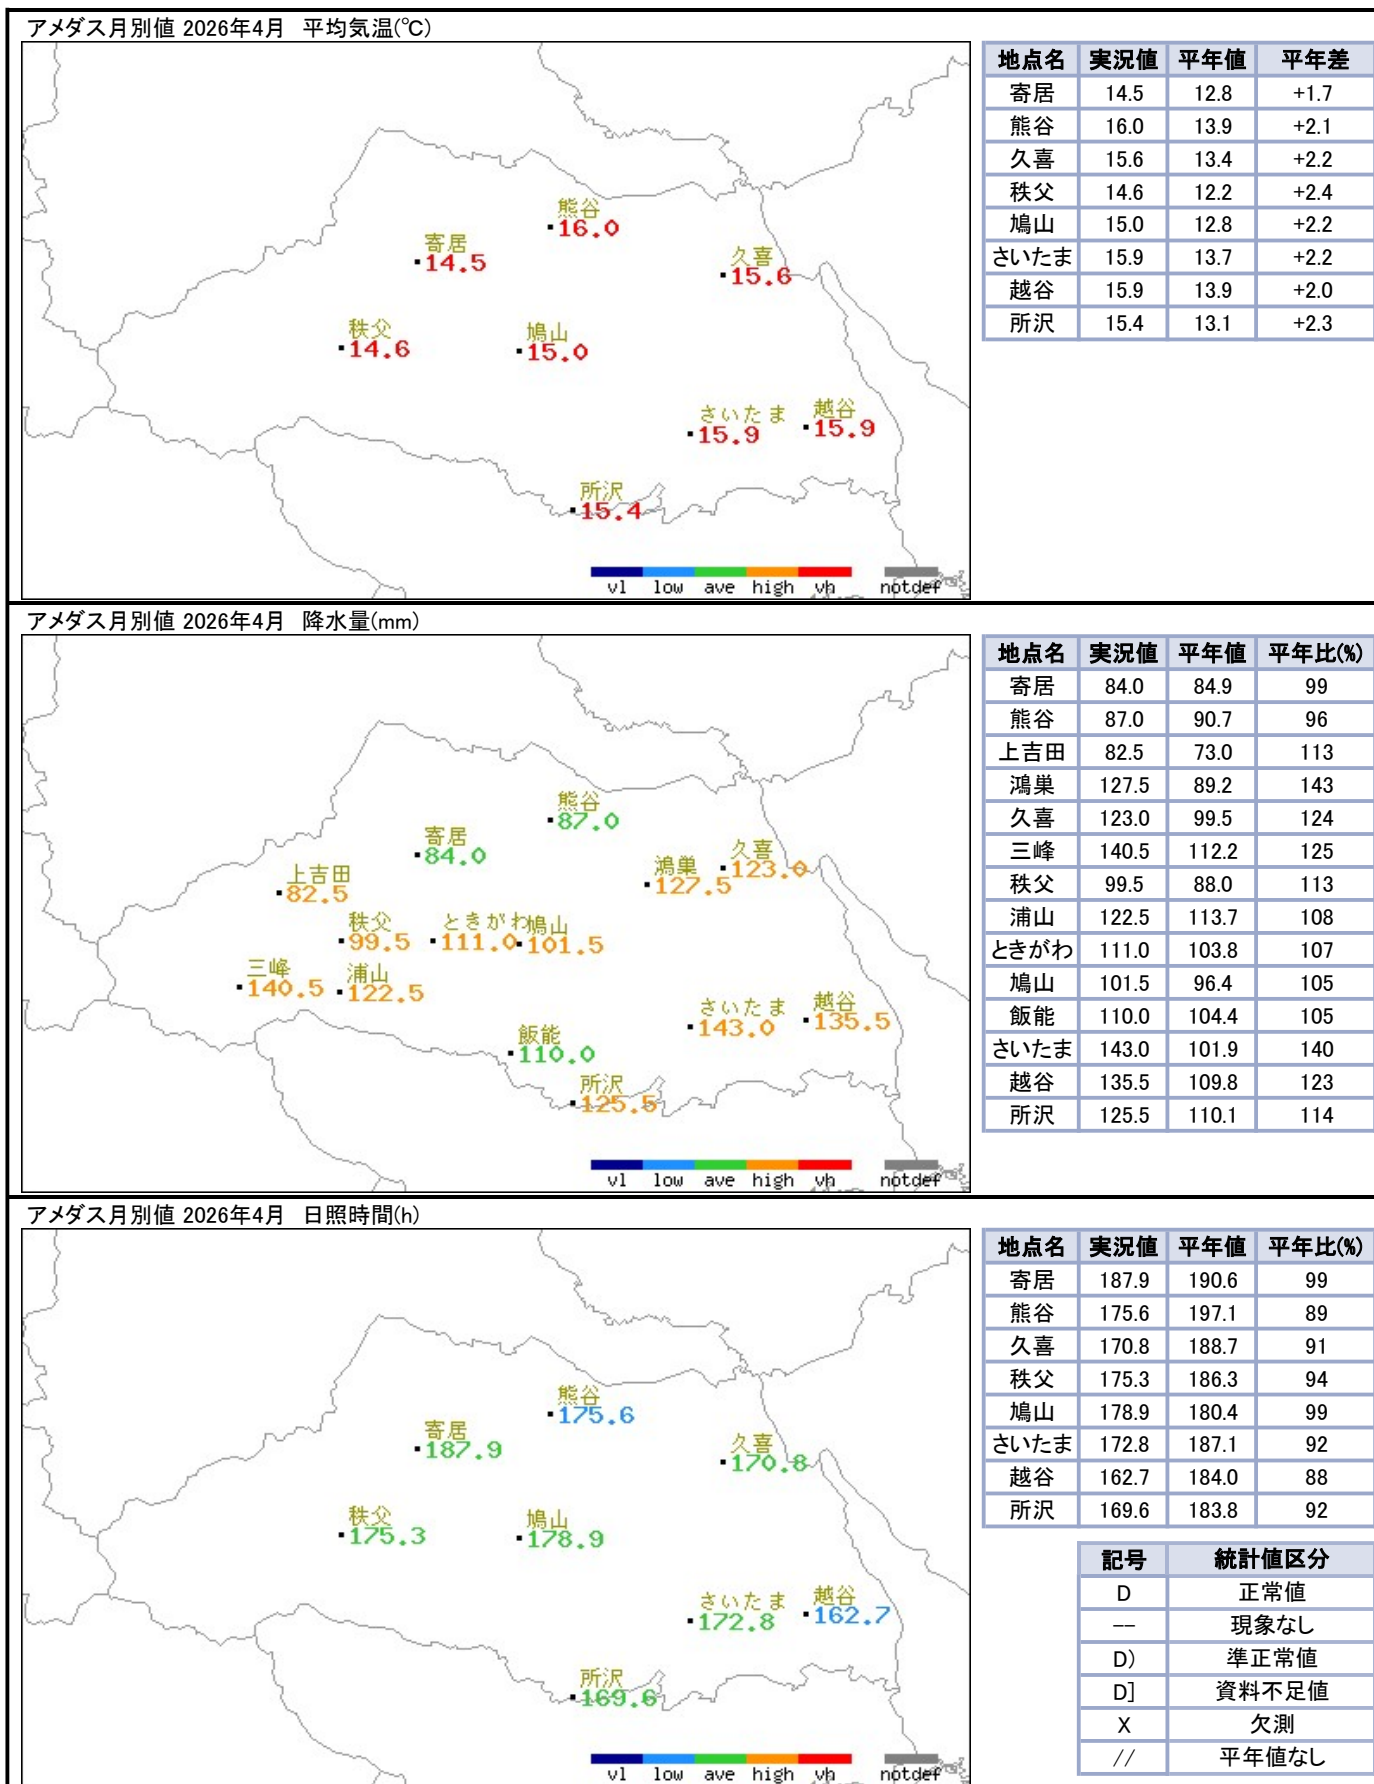 アメダス月別値 2026年4月 平均気温(℃)
熊谷
16.0
寄居
14.5
久喜
15.6
秩父
14.6
鳩山
15.0
さいたま
15.9
越谷
15.9
所沢
15.4
vl low ave high vh notdef
地点名 実況値 平年値 平年差
寄居 14.5 12.8 +1.7
熊谷 16.0 13.9 +2.1
久喜 15.6 13.4 +2.2
秩父 14.6 12.2 +2.4
鳩山 15.0 12.8 +2.2
さいたま 15.9 13.7 +2.2
越谷 15.9 13.9 +2.0
所沢 15.4 13.1 +2.3
アメダス月別値 2026年4月 降水量(mm)
熊谷
87.0
寄居
84.0
久喜
123.0
鴻巣
127.5
上吉田
82.5
秩父
99.5
ときがわ
111.0
鳩山
101.5
三峰
140.5
浦山
122.5
さいたま
143.0
越谷
135.5
飯能
110.0
所沢
125.5
vl low ave high vh notdef
地点名 実況値 平年値 平年比(%)
寄居 84.0 84.9 99
熊谷 87.0 90.7 96
上吉田 82.5 73.0 113
鴻巣 127.5 89.2 143
久喜 123.0 99.5 124
三峰 140.5 112.2 125
秩父 99.5 88.0 113
浦山 122.5 113.7 108
ときがわ 111.0 103.8 107
鳩山 101.5 96.4 105
飯能 110.0 104.4 105
さいたま 143.0 101.9 140
越谷 135.5 109.8 123
所沢 125.5 110.1 114
アメダス月別値 2026年4月 日照時間(h)
熊谷
175.6
寄居
187.9
久喜
170.8
秩父
175.3
鳩山
178.9
さいたま
172.8
越谷
162.7
所沢
169.6
vl low ave high vh notdef
地点名 実況値 平年値 平年比(%)
寄居 187.9 190.6 99
熊谷 175.6 197.1 89
久喜 170.8 188.7 91
秩父 175.3 186.3 94
鳩山 178.9 180.4 99
さいたま 172.8 187.1 92
越谷 162.7 184.0 88
所沢 169.6 183.8 92
記号 統計値区分
D 正常値
-- 現象なし
D) 準正常値
D] 資料不足値
X 欠測
// 平年値なし